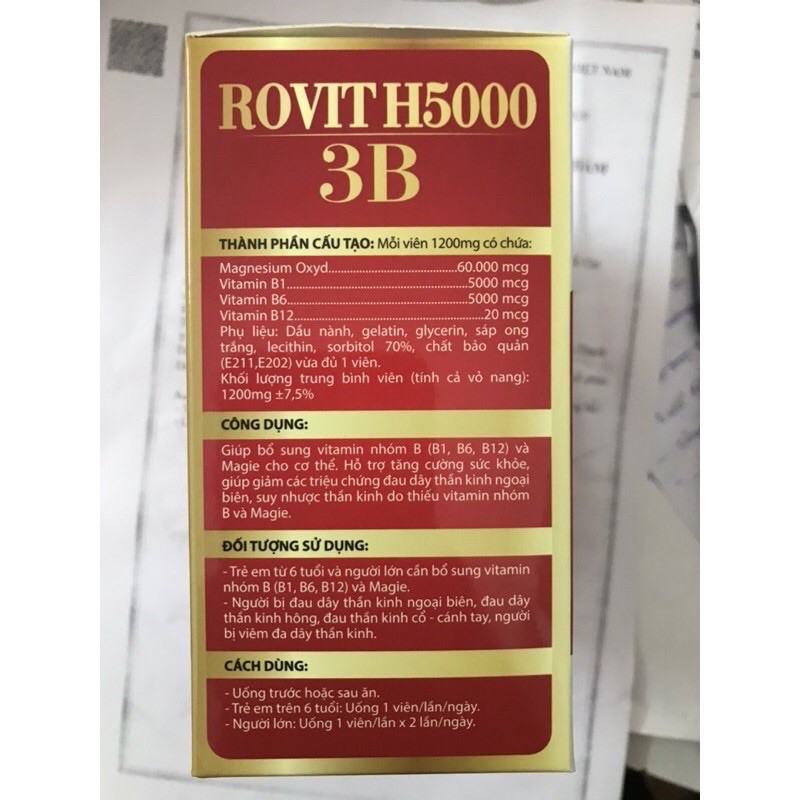 ROVIT H5000
3B
THÀNH PHẦN CẤU TẠO: Mỗi viên 1200mg có chứa:
Magnesium Oxyd............................................60.000 mcg
Vitamin B1......................................................5000 mcg
Vitamin B6......................................................5000 mcg
Vitamin B12........................................................20 mcg
Phụ liệu: Dầu nành, gelatin, glycerin, sáp ong
trắng, lecithin, sorbitol 70%, chất bảo quản
(E211,E202) vừa đủ 1 viên.
Khối lượng trung bình viên (tính cả vỏ nang):
1200mg ±7,5%
CÔNG DỤNG:
Giúp bổ sung vitamin nhóm B (B1, B6, B12) và
Magie cho cơ thể. Hỗ trợ tăng cường sức khỏe,
giúp giảm các triệu chứng đau dây thần kinh ngoại
biên, suy nhược thần kinh do thiếu vitamin nhóm
B và Magie.
ĐỐI TƯỢNG SỬ DỤNG:
- Trẻ em từ 6 tuổi và người lớn cần bổ sung vitamin
nhóm B (B1, B6, B12) và Magie.
- Người bị đau dây thần kinh ngoại biên, đau dây
thần kinh hông, đau thần kinh cổ - cánh tay, người
bị viêm đa dây thần kinh.
CÁCH DÙNG:
- Uống trước hoặc sau ăn.
- Trẻ em trên 6 tuổi: Uống 1 viên/lần/ngày.
- Người lớn: Uống 1 viên/lần x 2 lần/ngày.